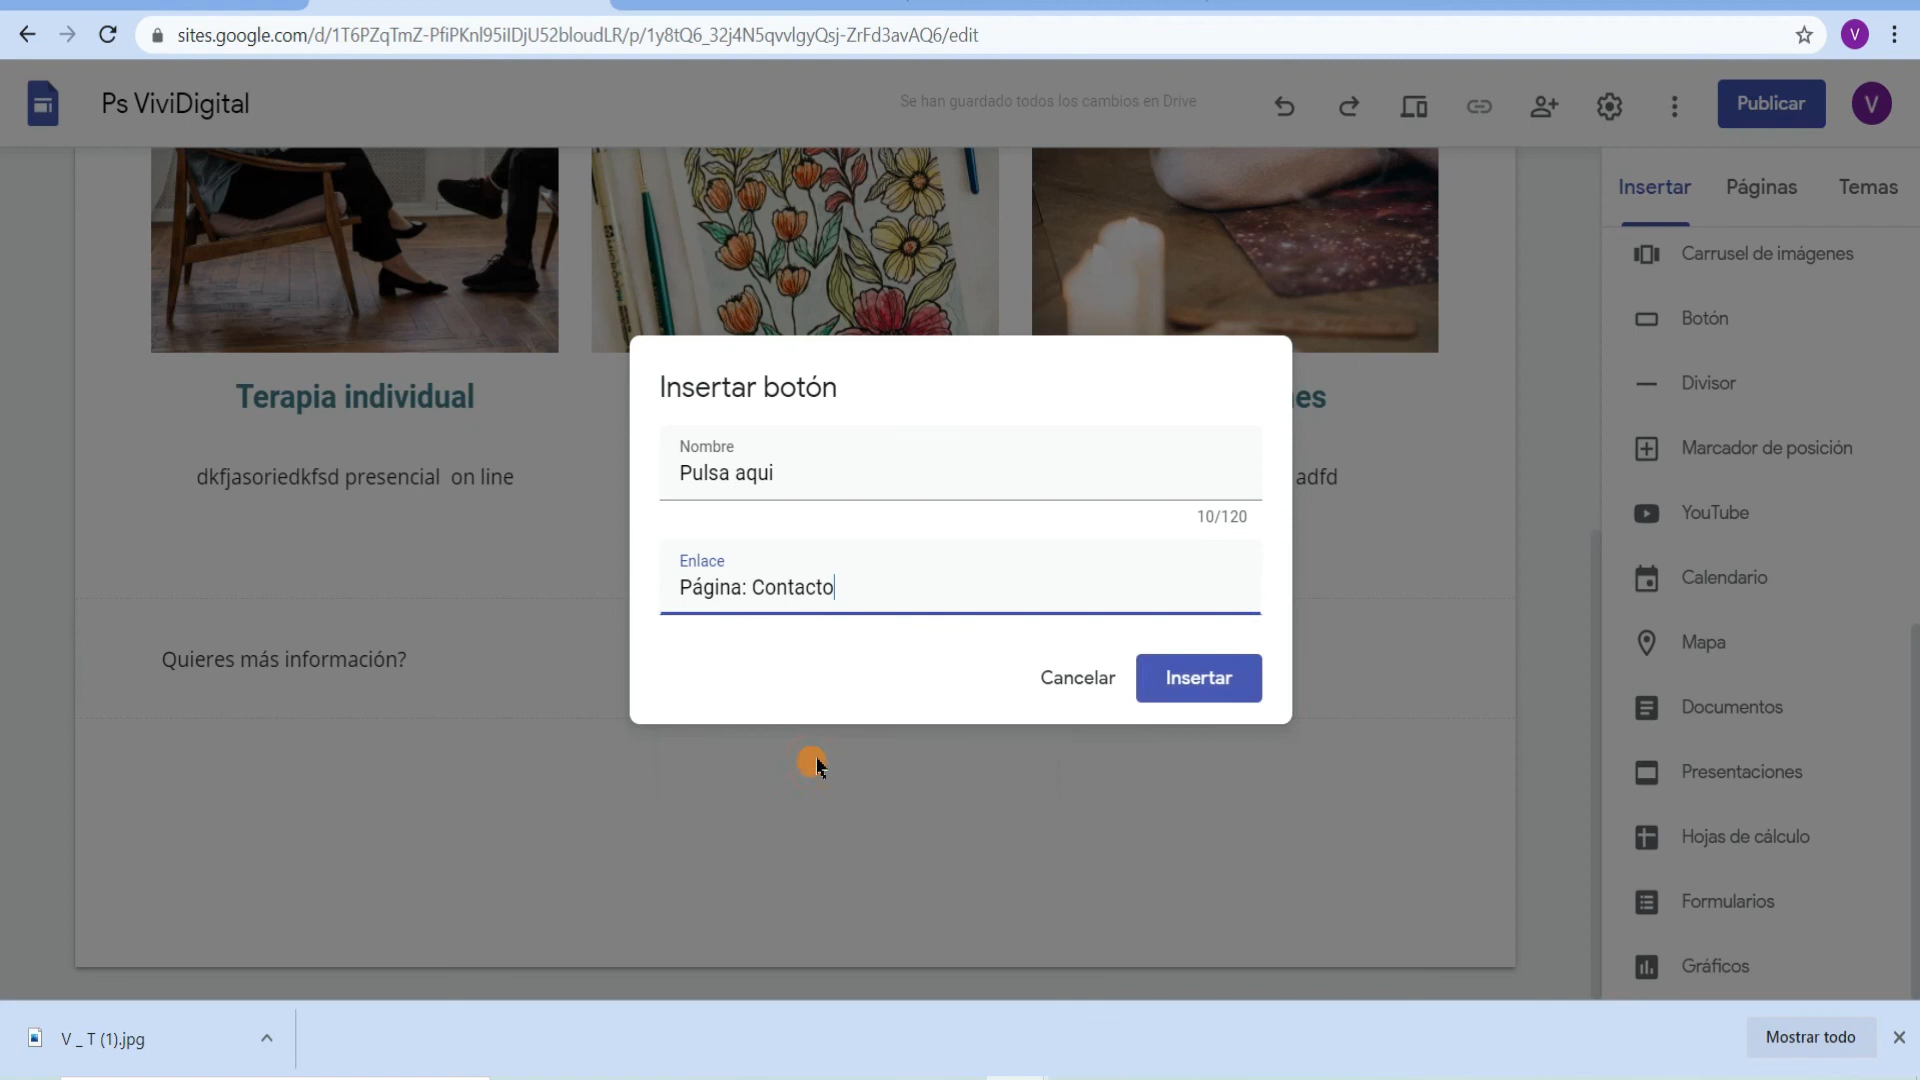 sites.google.com/d/1T6PZqTmZ-PfiPKnl95ilDjU52bloudLR/p/1y8tQ6_32j4N5qvvlgyQsj-ZrFd3avAQ6/edit
V
Ps ViviDigital
Se han guardado todos los cambios en Drive
Publicar
V
Insertar
Páginas
Temas
Carrusel de imágenes
Botón
Divisor
Marcador de posición
YouTube
Calendario
Mapa
Documentos
Presentaciones
Hojas de cálculo
Formularios
Gráficos
Terapia individual
es
dkfjasoriedkfsd presencial on line
adfd
Quieres más información?
Insertar botón
Nombre
Pulsa aqui
10/120
Enlace
Página: Contacto
Cancelar
Insertar
V _ T (1).jpg
Mostrar todo